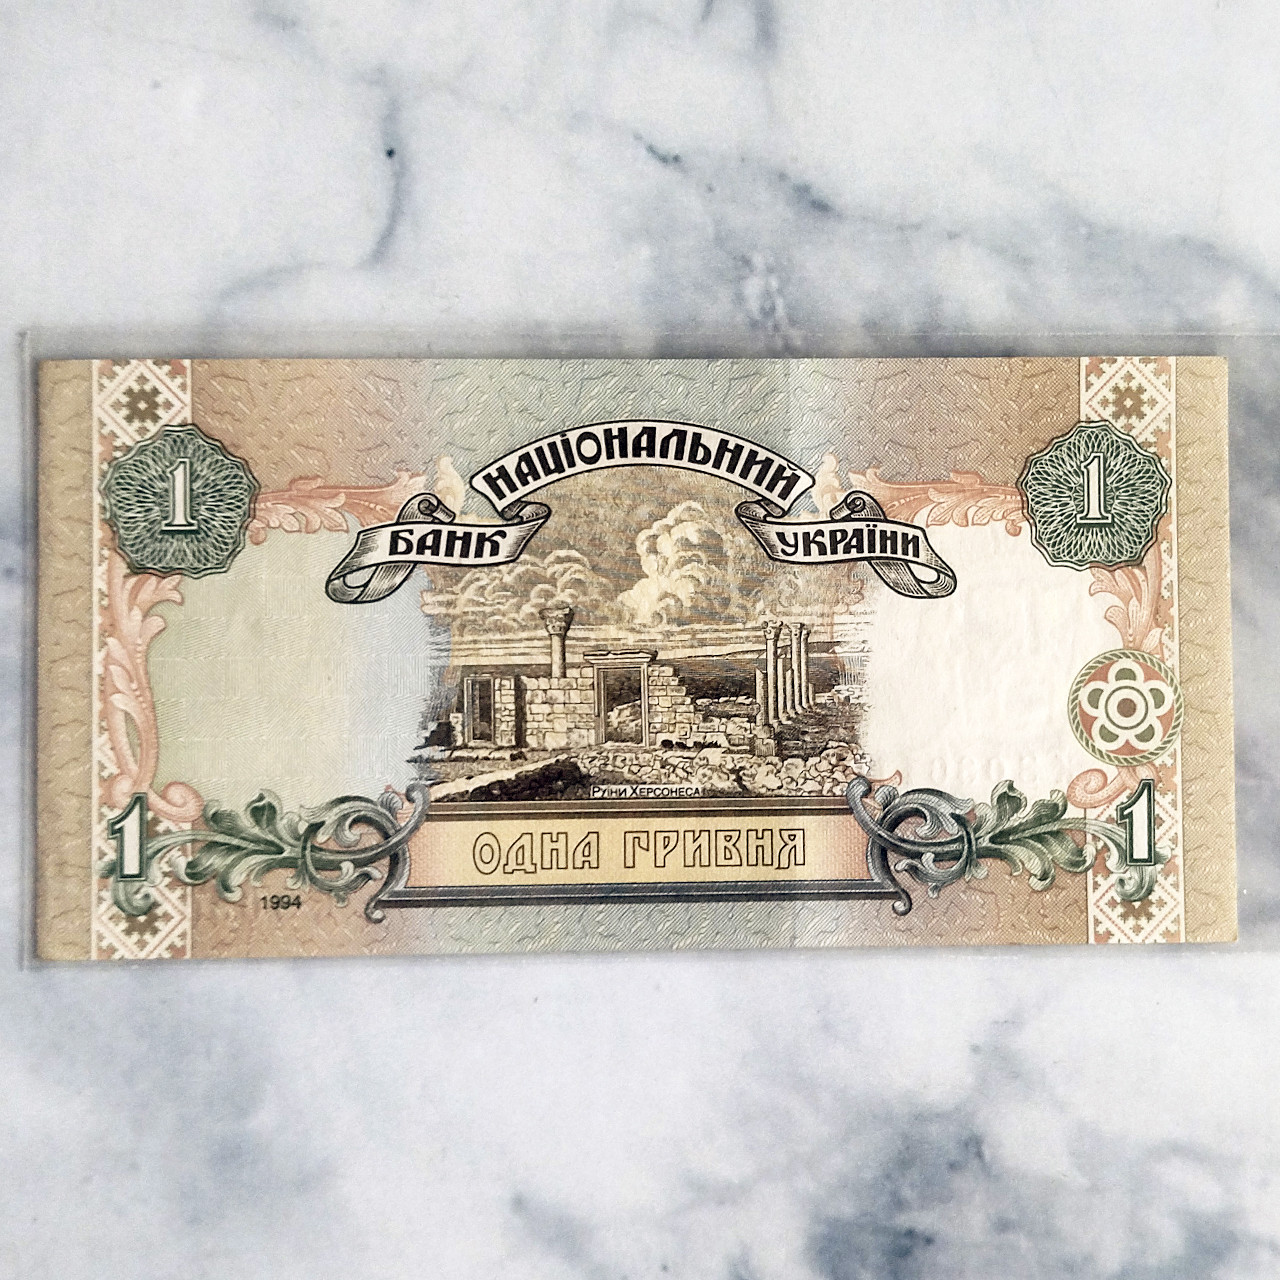 НАЦІОНАЛЬНИЙ
БАНК УКРАЇНИ
1 1
Руїни Херсонеса
ОДНА ГРИВНЯ
1 1
1994